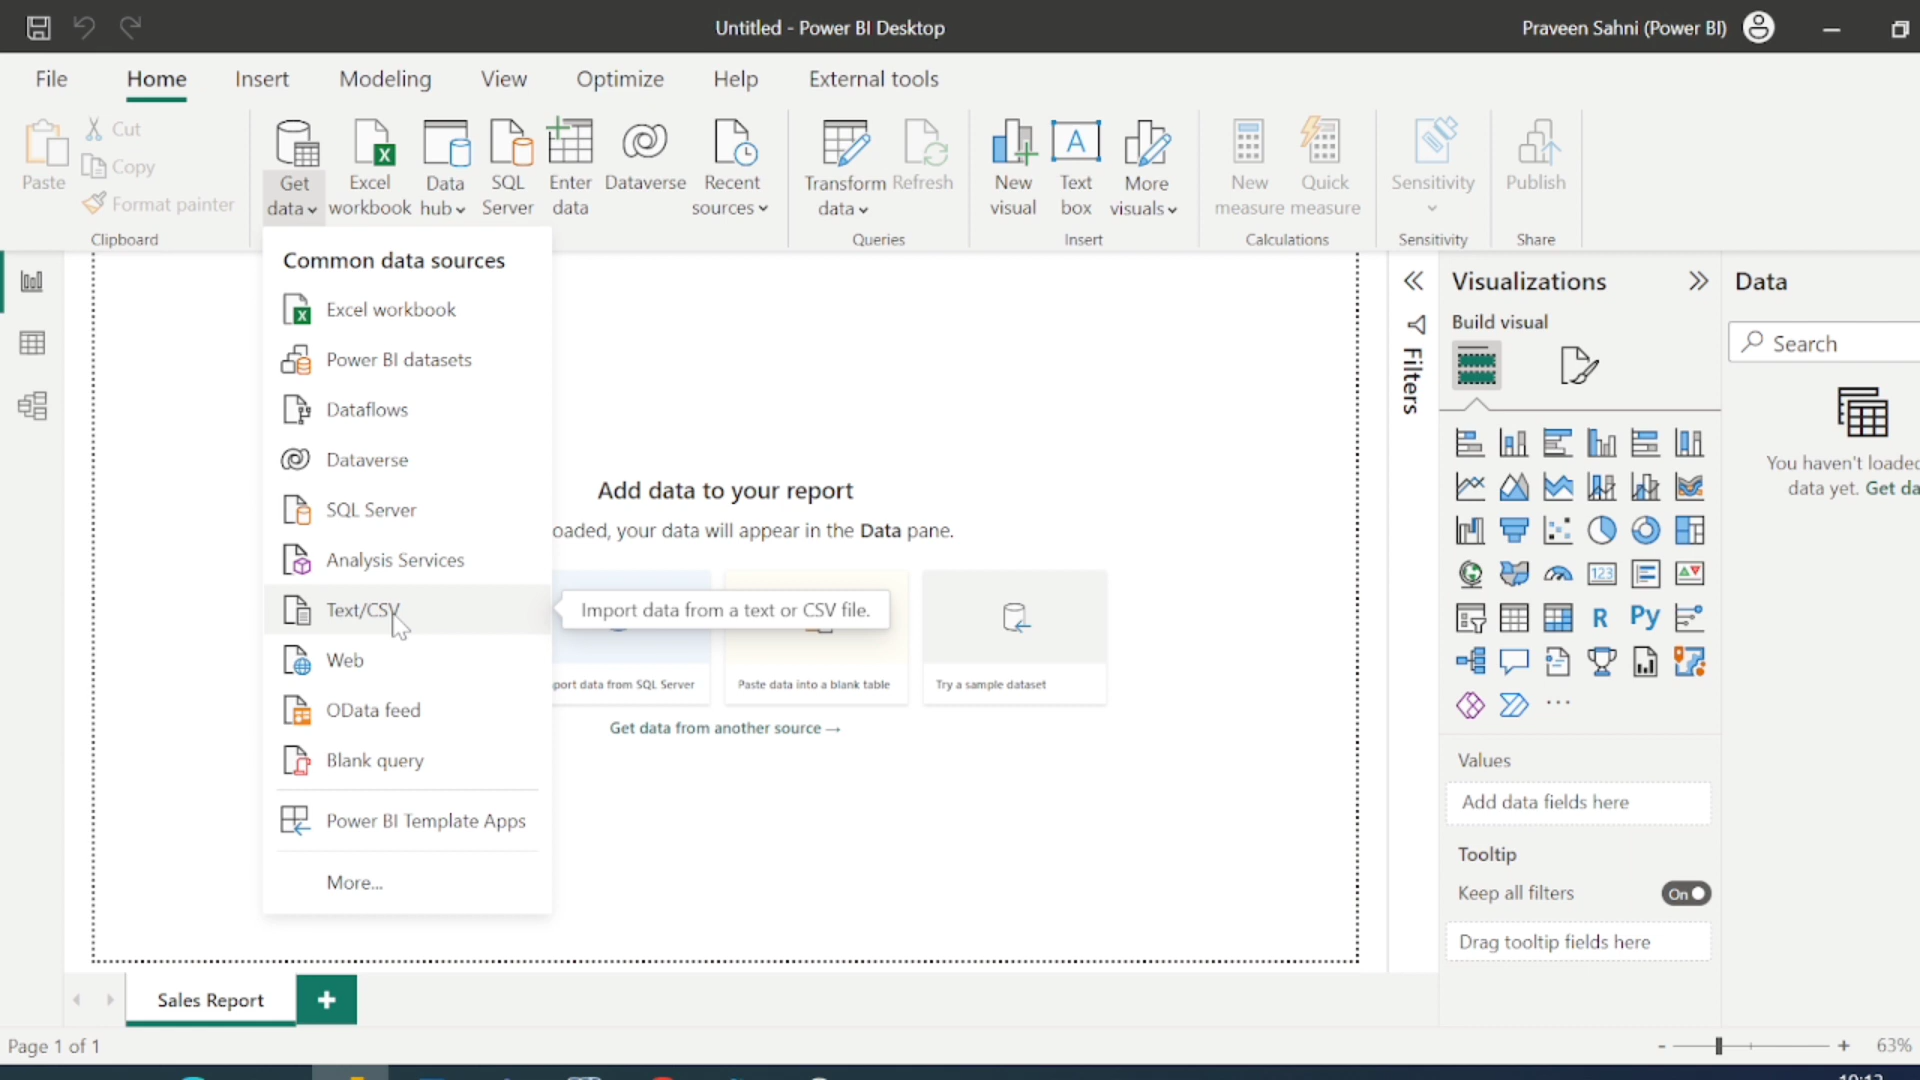 Untitled - Power BI Desktop
Praveen Sahni (Power BI)
File Home Insert Modeling View Optimize Help External tools
Paste
Cut
Copy
Format painter
Clipboard
Get data
Excel workbook
Data hub
SQL Server
Enter data
Dataverse
Recent sources
Transform data
Refresh
Queries
New visual
Text box
More visuals
Insert
New measure
Quick measure
Calculations
Sensitivity
Sensitivity
Publish
Share
Common data sources
Excel workbook
Power BI datasets
Dataflows
Dataverse
SQL Server
Analysis Services
Text/CSV
Web
OData feed
Blank query
Power BI Template Apps
More...
Import data from a text or CSV file.
Add data to your report
oaded, your data will appear in the Data pane.
port data from SQL Server
Paste data into a blank table
Try a sample dataset
Get data from another source →
Filters
Visualizations
Build visual
123
R
Py
...
Values
Add data fields here
Tooltip
Keep all filters
On
Drag tooltip fields here
Data
Search
You haven't loaded
data yet. Get da
Sales Report
+
Page 1 of 1
- + 63%